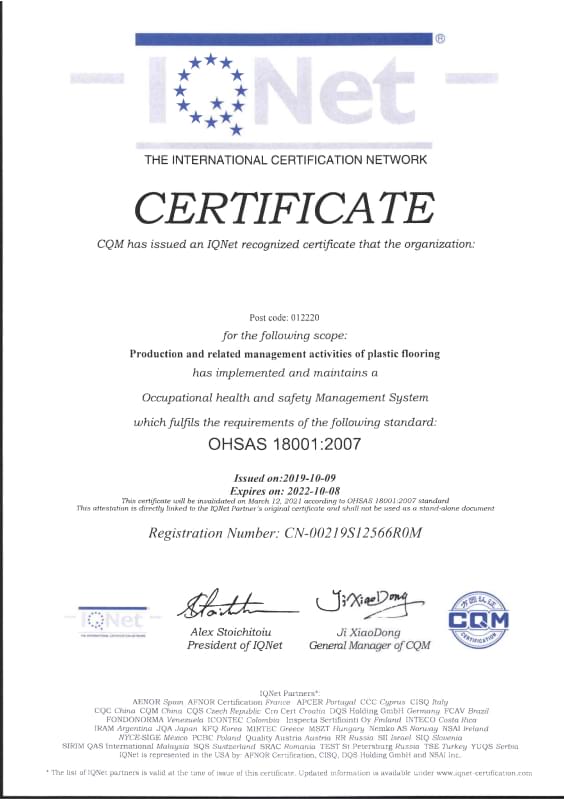 IQNet ®
THE INTERNATIONAL CERTIFICATION NETWORK
CERTIFICATE
CQM has issued an IQNet recognized certificate that the organization:
Post code: 012220
for the following scope:
Production and related management activities of plastic flooring
has implemented and maintains a
Occupational health and safety Management System
which fulfils the requirements of the following standard:
OHSAS 18001:2007
Issued on:2019-10-09
Expires on: 2022-10-08
This certificate will be invalidated on March 12, 2021 according to OHSAS 18001:2007 standard
This attestation is directly linked to the IQNet Partner's original certificate and shall not be used as a stand-alone document
Registration Number: CN-00219S12566R0M
IQNet ®
THE INTERNATIONAL CERTIFICATION NETWORK
Alex Stoichitoiu
President of IQNet
Ji XiaoDong
Ji XiaoDong
General Manager of CQM
方圆认证
CQM
CERTIFICATION
IQNet Partners*:
AENOR Spain AFNOR Certification France APCER Portugal CCC Cyprus CISQ Italy
CQC China CQM China CQS Czech Republic Cro Cert Croatia DQS Holding GmbH Germany FCAV Brazil
FONDONORMA Venezuela ICONTEC Colombia Inspecta Sertifiointi Oy Finland INTECO Costa Rica
IRAM Argentina JQA Japan KFQ Korea MIRTEC Greece MSZT Hungary Nemko AS Norway NSAI Ireland
NYCE-SIGE México PCBC Poland Quality Austria Austria RR Russia SII Israel SIQ Slovenia
SIRIM QAS International Malaysia SQS Switzerland SRAC Romania TEST St Petersburg Russia TSE Turkey YUQS Serbia
IQNet is represented in the USA by: AFNOR Certification, CISQ, DQS Holding GmbH and NSAI Inc.
* The list of IQNet partners is valid at the time of issue of this certificate. Updated information is available under www.iqnet-certification.com